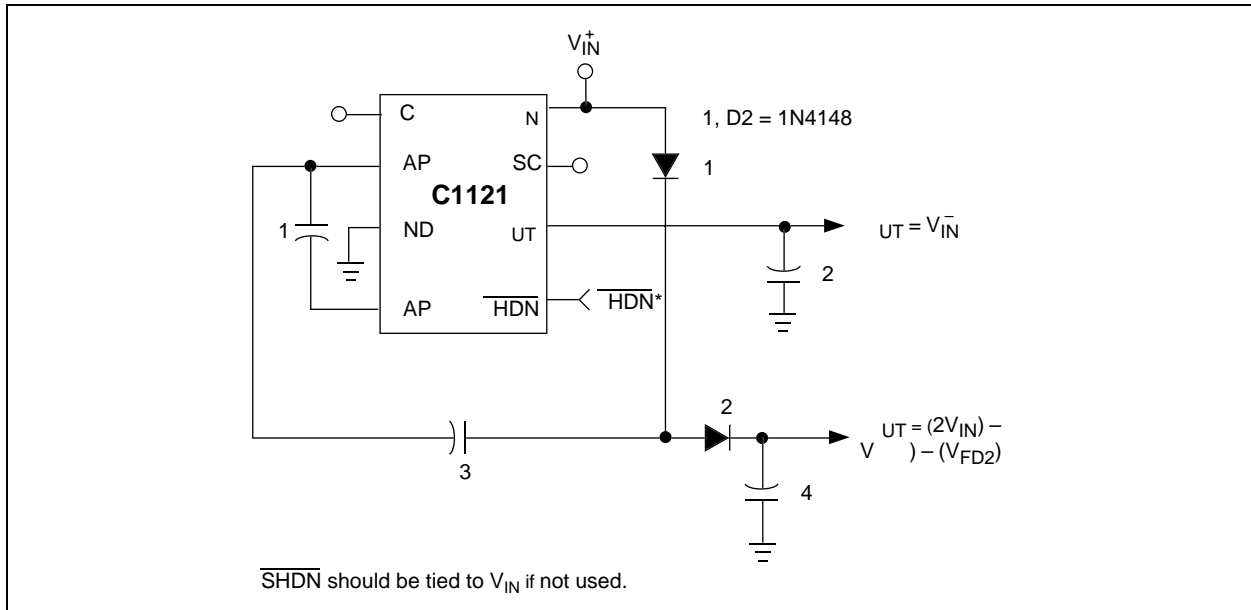 V+IN
C
N
1, D2 = 1N4148
AP
SC
1
C1121
1
ND
UT
UT = V–IN
2
AP
HDN
HDN*
2
UT = (2VIN) –
V ) – (VFD2)
3
4
SHDN should be tied to VIN if not used.